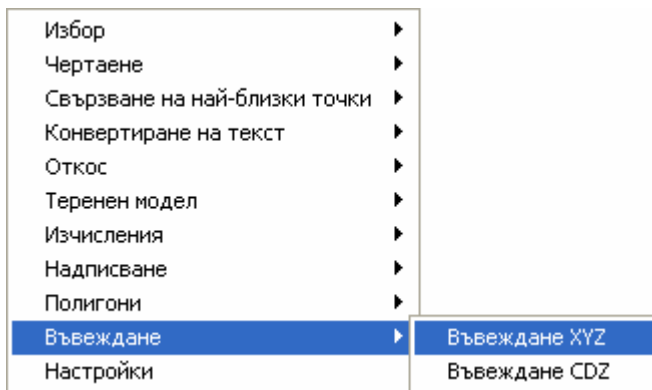 Избор
Чертаене
Свързване на най-близки точки
Конвертиране на текст
Откос
Теренен модел
Изчисления
Надписване
Полигони
Въвеждане
Въвеждане XYZ
Настройки
Въвеждане CDZ